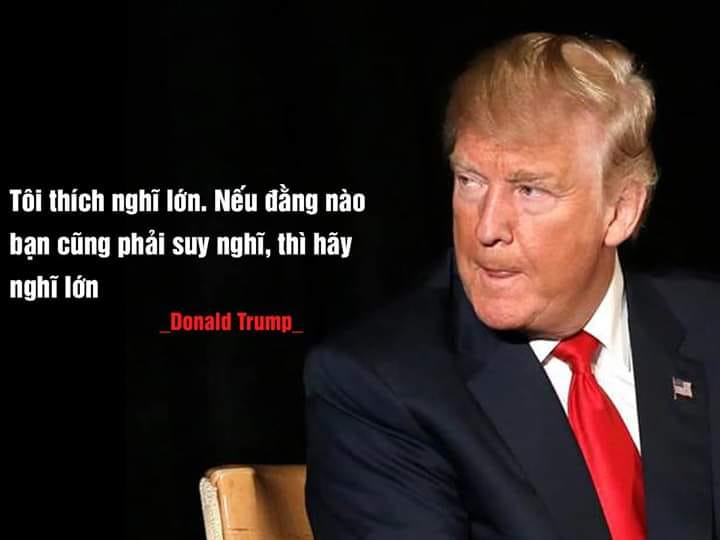 Tôi thích nghĩ lớn. Nếu đằng nào
bạn cũng phải suy nghĩ, thì hãy
nghĩ lớn
_Donald Trump_